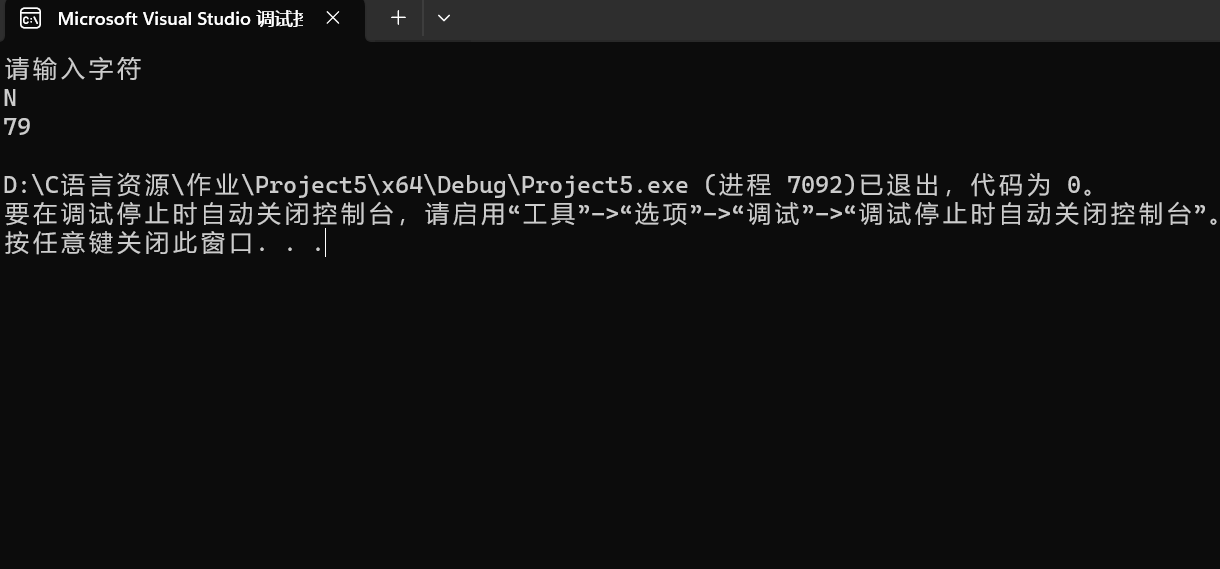 Microsoft Visual Studio 调试
请输入字符
N
79
D:\C语言资源\作业\Project5\x64\Debug\Project5.exe (进程 7092)已退出，代码为 0。
要在调试停止时自动关闭控制台，请启用“工具”->“选项”->“调试”->“调试停止时自动关闭控制台”。
按任意键关闭此窗口. . .